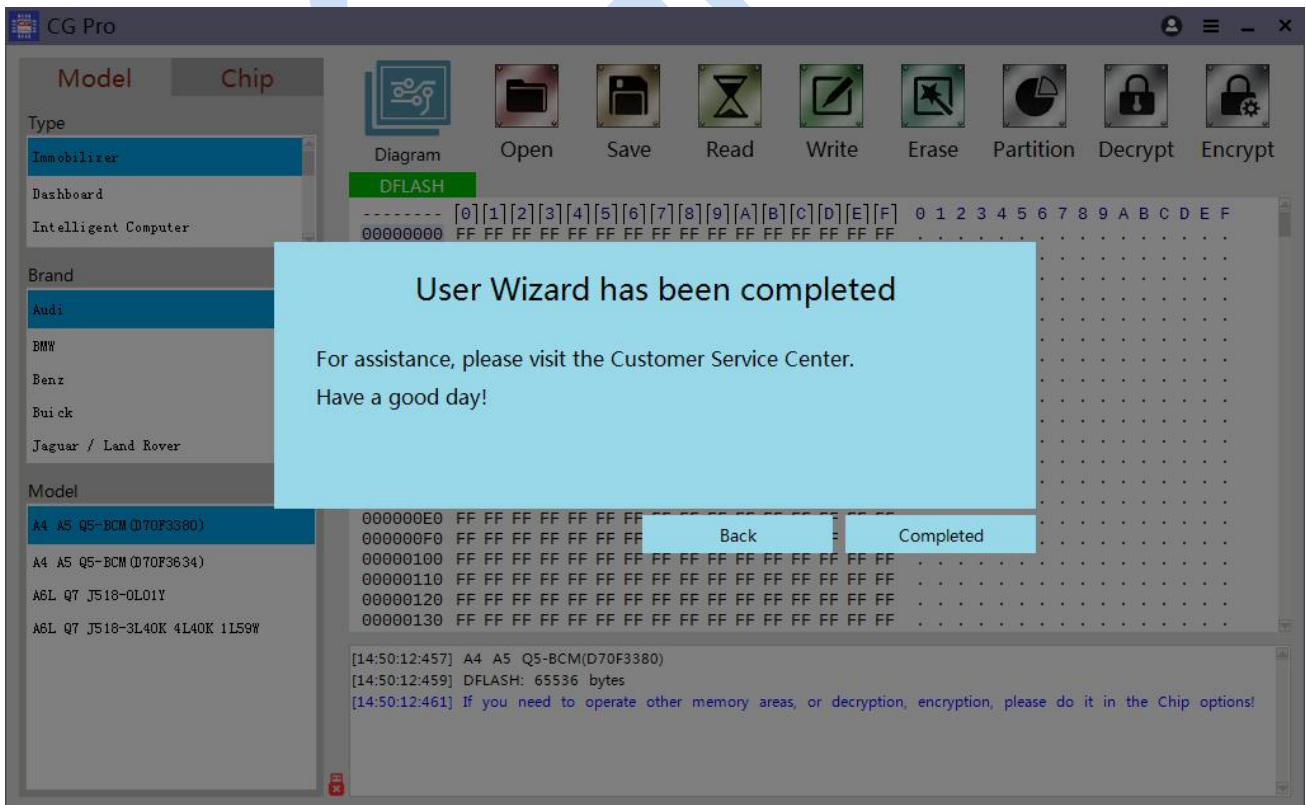 CG Pro
Model Chip
Type
Immobilizer
Dashboard
Intelligent Computer
Brand
Audi
BMW
Benz
Buick
Jaguar / Land Rover
Model
A4 A5 Q5-BCM(D70F3380)
A4 A5 Q5-BCM(D70F3634)
A6L Q7 J518-0L01Y
A6L Q7 J518-3L40K 4L40K 1L59W
Diagram Open Save Read Write Erase Partition Decrypt Encrypt
DFLASH
-------- [0][1][2][3][4][5][6][7][8][9][A][B][C][D][E][F] 0 1 2 3 4 5 6 7 8 9 A B C D E F
00000000 FF FF FF FF FF FF FF FF FF FF FF FF FF FF FF FF . . . . . . . . . . . . . . . .
User Wizard has been completed
For assistance, please visit the Customer Service Center.
Have a good day!
Back Completed
000000E0 FF FF FF FF FF FF FF
000000F0 FF FF FF FF FF FF FF
00000100 FF FF FF FF FF FF FF FF FF FF FF FF FF FF FF FF . . . . . . . . . . . . . . . .
00000110 FF FF FF FF FF FF FF FF FF FF FF FF FF FF FF FF . . . . . . . . . . . . . . . .
00000120 FF FF FF FF FF FF FF FF FF FF FF FF FF FF FF FF . . . . . . . . . . . . . . . .
00000130 FF FF FF FF FF FF FF FF FF FF FF FF FF FF FF FF . . . . . . . . . . . . . . . .
[14:50:12:457] A4 A5 Q5-BCM(D70F3380)
[14:50:12:459] DFLASH: 65536 bytes
[14:50:12:461] If you need to operate other memory areas, or decryption, encryption, please do it in the Chip options!